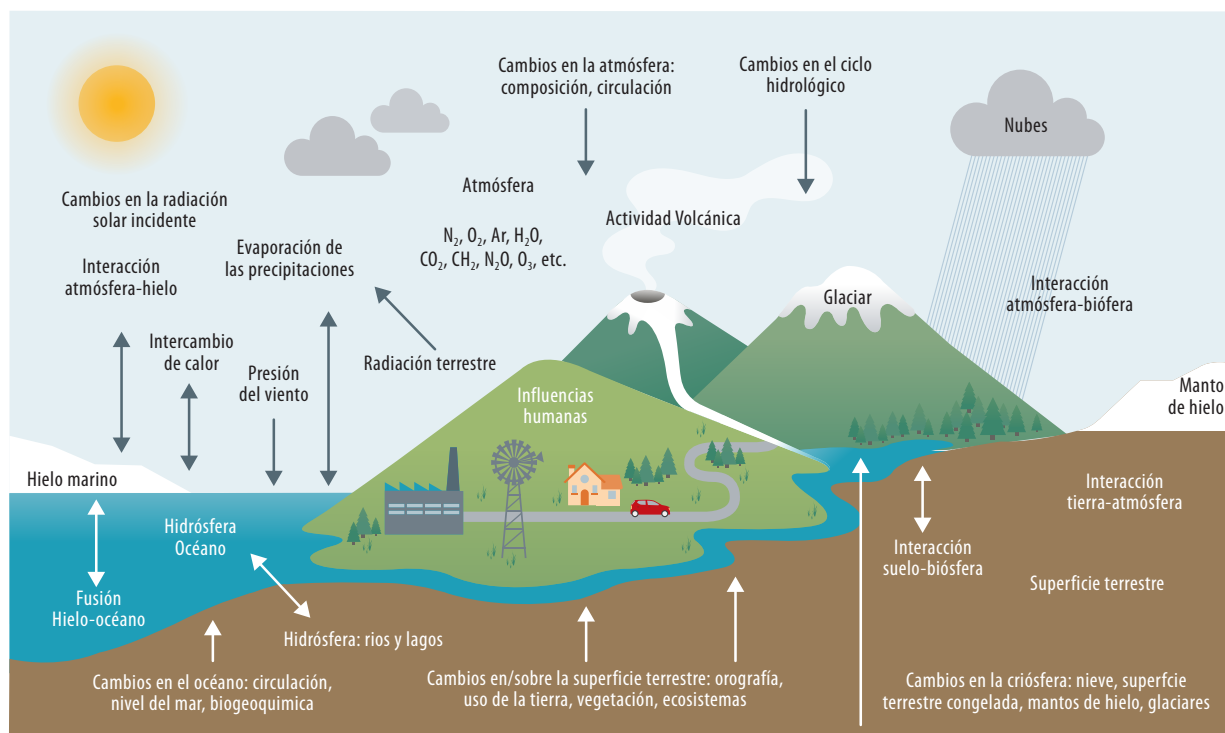 Cambios en la atmósfera:
composición, circulación
Cambios en el ciclo
hidrológico
Nubes
Cambios en la radiación
solar incidente
Atmósfera
N₂, O₂, Ar, H₂O,
CO₂, CH₂, N₂O, O₃, etc.
Actividad Volcánica
Evaporación de
las precipitaciones
Interacción
atmósfera-hielo
Glaciar
Interacción
atmósfera-biófera
Intercambio
de calor
Presión
del viento
Radiación terrestre
Influencias
humanas
Manto
de hielo
Hielo marino
Hidrósfera
Océano
Interacción
tierra-atmósfera
Interacción
suelo-biósfera
Superficie terrestre
Fusión
Hielo-océano
Hidrósfera: rios y lagos
Cambios en el océano: circulación,
nivel del mar, biogeoquimica
Cambios en/sobre la superficie terrestre: orografía,
uso de la tierra, vegetación, ecosistemas
Cambios en la criósfera: nieve, superfcie
terrestre congelada, mantos de hielo, glaciares